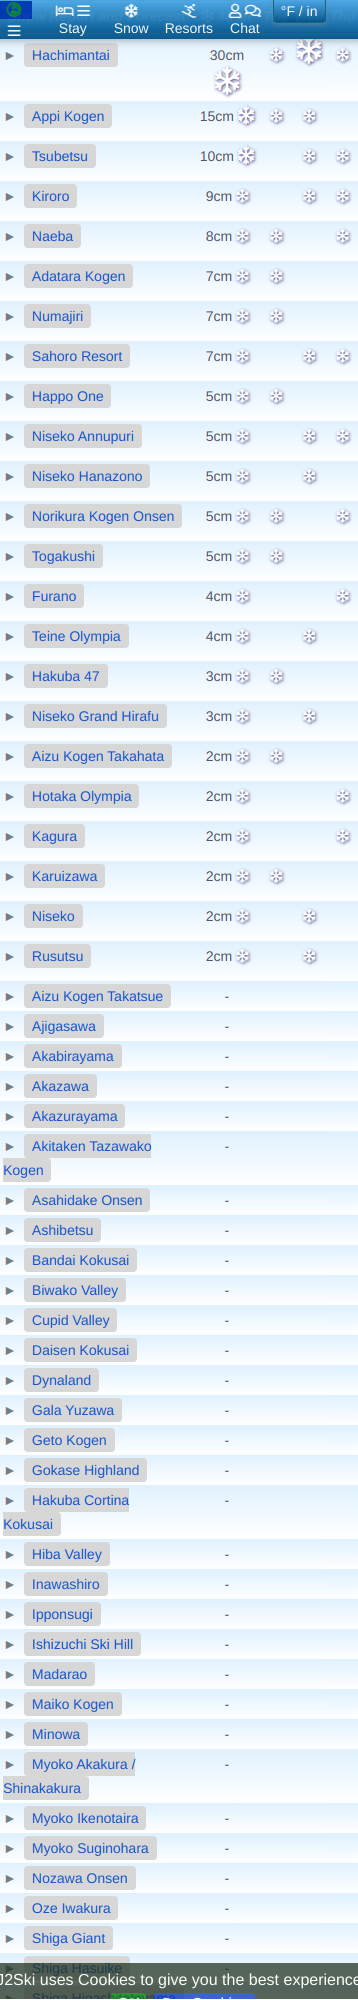 °F / in
Stay Snow Resorts Chat
► Hachimantai 30cm
► Appi Kogen 15cm
► Tsubetsu 10cm
► Kiroro 9cm
► Naeba 8cm
► Adatara Kogen 7cm
► Numajiri 7cm
► Sahoro Resort 7cm
► Happo One 5cm
► Niseko Annupuri 5cm
► Niseko Hanazono 5cm
► Norikura Kogen Onsen 5cm
► Togakushi 5cm
► Furano 4cm
► Teine Olympia 4cm
► Hakuba 47 3cm
► Niseko Grand Hirafu 3cm
► Aizu Kogen Takahata 2cm
► Hotaka Olympia 2cm
► Kagura 2cm
► Karuizawa 2cm
► Niseko 2cm
► Rusutsu 2cm
► Aizu Kogen Takatsue -
► Ajigasawa -
► Akabirayama -
► Akazawa -
► Akazurayama -
► Akitaken Tazawako -
Kogen
► Asahidake Onsen -
► Ashibetsu -
► Bandai Kokusai -
► Biwako Valley -
► Cupid Valley -
► Daisen Kokusai -
► Dynaland -
► Gala Yuzawa -
► Geto Kogen -
► Gokase Highland -
► Hakuba Cortina -
Kokusai
► Hiba Valley -
► Inawashiro -
► Ipponsugi -
► Ishizuchi Ski Hill -
► Madarao -
► Maiko Kogen -
► Minowa -
► Myoko Akakura / -
Shinakakura
► Myoko Ikenotaira -
► Myoko Suginohara -
► Nozawa Onsen -
► Oze Iwakura -
► Shiga Giant -
► Shiga Hasuike -
J2Ski uses Cookies to give you the best experience